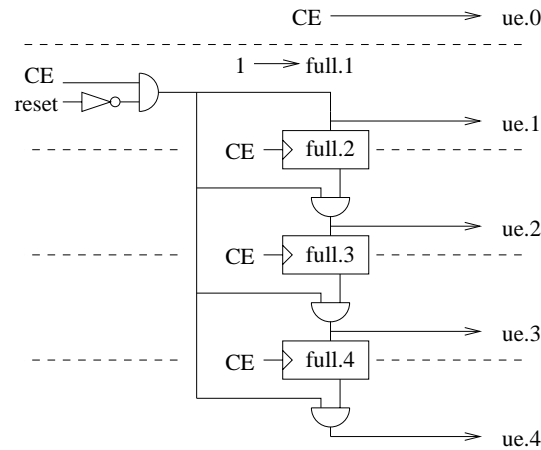 CE ue.0
1 full.1
CE
reset
ue.1
CE full.2
ue.2
CE full.3
ue.3
CE full.4
ue.4